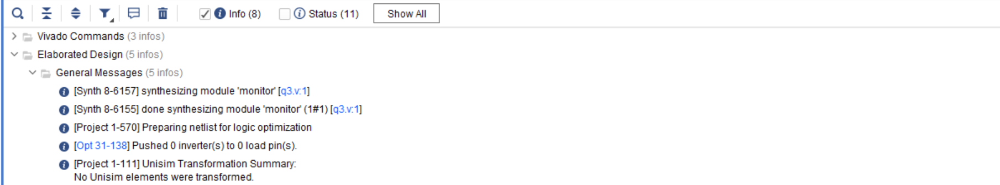 Info (8) Status (11) Show All
Vivado Commands (3 infos)
Elaborated Design (5 infos)
General Messages (5 infos)
[Synth 8-6157] synthesizing module 'monitor' [q3.v:1]
[Synth 8-6155] done synthesizing module 'monitor' (1#1) [q3.v:1]
[Project 1-570] Preparing netlist for logic optimization
[Opt 31-138] Pushed 0 inverter(s) to 0 load pin(s).
[Project 1-111] Unisim Transformation Summary:
No Unisim elements were transformed.